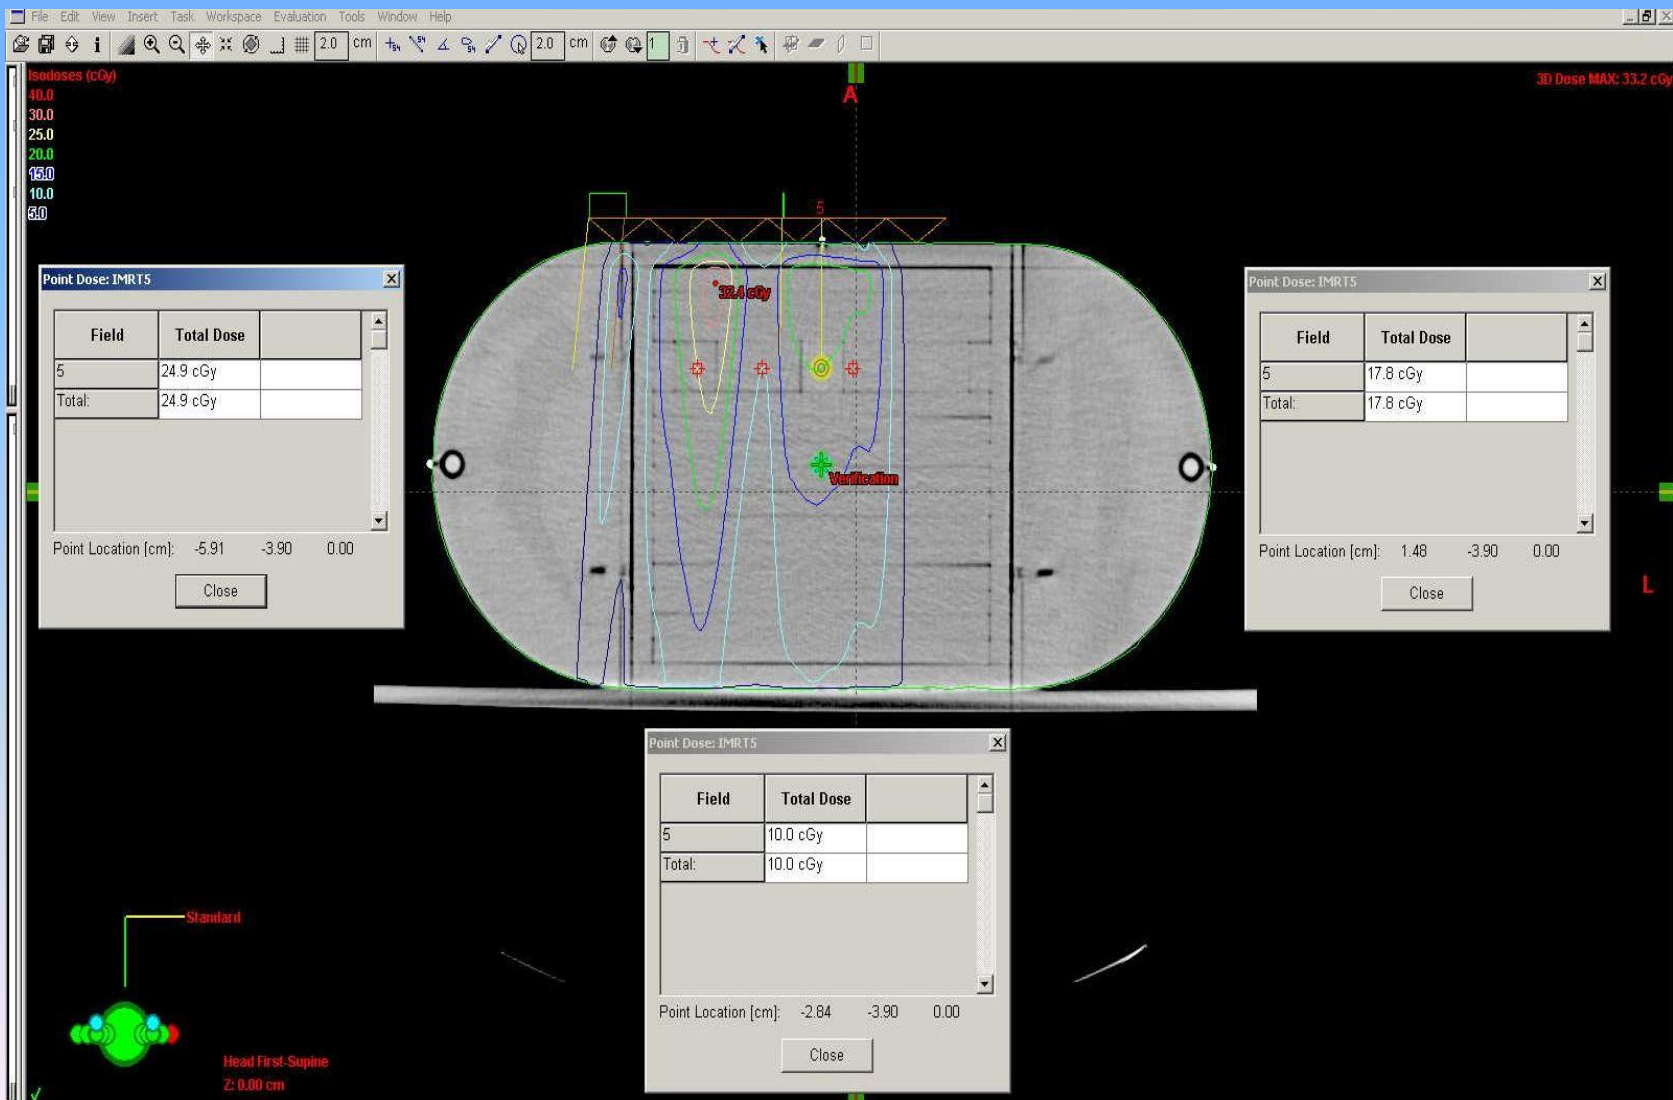 File Edit View Insert Task Workspace Evaluation Tools Window Help
2.0 cm 2.0 cm 1
Isodoses (cGy)
40.0
30.0
25.0
20.0
15.0
10.0
5.0
3D Dose MAX: 33.2 cGy
A
5
32.4 cGy
Verification
L
Point Dose: IMRT5
Field Total Dose
5 24.9 cGy
Total: 24.9 cGy
Point Location [cm]: -5.91 -3.90 0.00
Close
Point Dose: IMRT5
Field Total Dose
5 17.8 cGy
Total: 17.8 cGy
Point Location [cm]: 1.48 -3.90 0.00
Close
Point Dose: IMRT5
Field Total Dose
5 10.0 cGy
Total: 10.0 cGy
Point Location [cm]: -2.84 -3.90 0.00
Close
Standard
Head First-Supine
Z: 0.00 cm